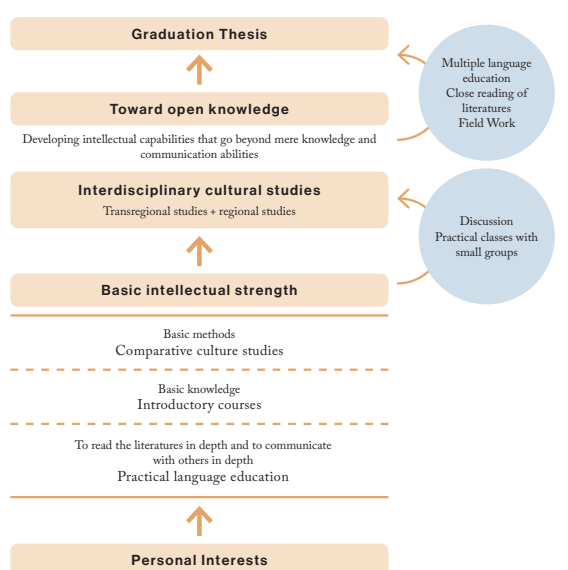 Graduation Thesis
Toward open knowledge
Developing intellectual capabilities that go beyond mere knowledge and
communication abilities
Multiple language
education
Close reading of
literatures
Field Work
Interdisciplinary cultural studies
Transregional studies + regional studies
Discussion
Practical classes with
small groups
Basic intellectual strength
Basic methods
Comparative culture studies
Basic knowledge
Introductory courses
To read the literatures in depth and to communicate
with others in depth
Practical language education
Personal Interests